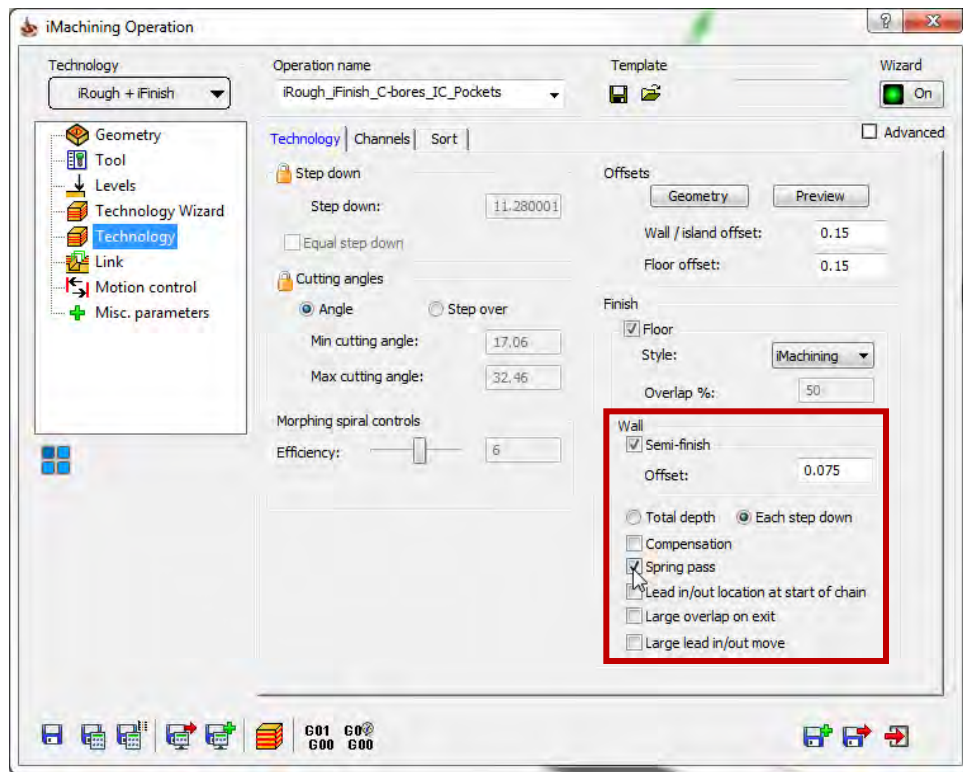 iMachining Operation
?
Technology
iRough + iFinish
Operation name
iRough_iFinish_C-bores_IC_Pockets
Template
Wizard
On
Geometry
Tool
Levels
Technology Wizard
Technology
Link
Motion control
Misc. parameters
Technology Channels Sort
Advanced
Step down
Step down: 11.280001
Equal step down
Cutting angles
Angle Step over
Min cutting angle: 17.06
Max cutting angle: 32.46
Morphing spiral controls
Efficiency: 6
Offsets
Geometry Preview
Wall / island offset: 0.15
Floor offset: 0.15
Finish
Floor
Style: iMachining
Overlap %: 50
Wall
Semi-finish
Offset: 0.075
Total depth Each step down
Compensation
Spring pass
Lead in/out location at start of chain
Large overlap on exit
Large lead in/out move
G01 G0
G00 G00